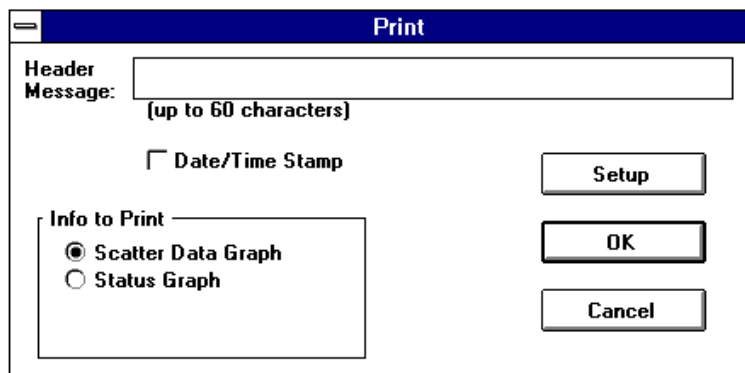 Print
Header
Message:
(up to 60 characters)
Date/Time Stamp
Setup
Info to Print
Scatter Data Graph
Status Graph
OK
Cancel